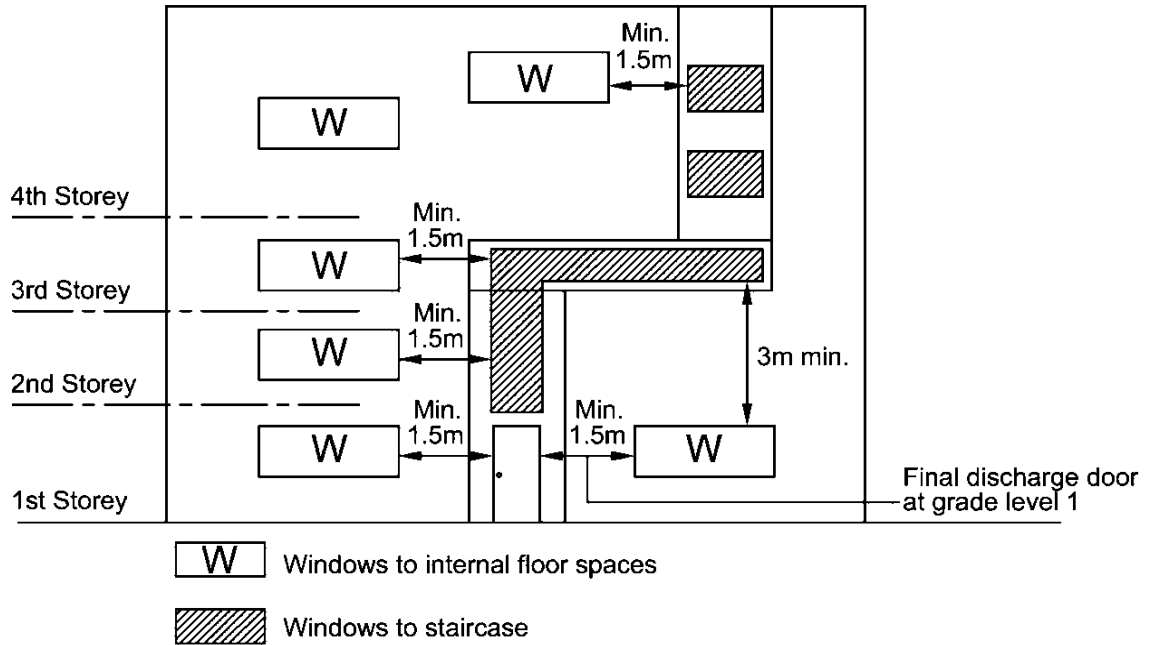 Min.
1.5m
W
W
4th Storey
Min.
1.5m
W
3rd Storey
Min.
1.5m
W
3m min.
2nd Storey
Min.
1.5m
Min.
1.5m
W
W
Final discharge door
at grade level 1
1st Storey
W
Windows to internal floor spaces
Windows to staircase